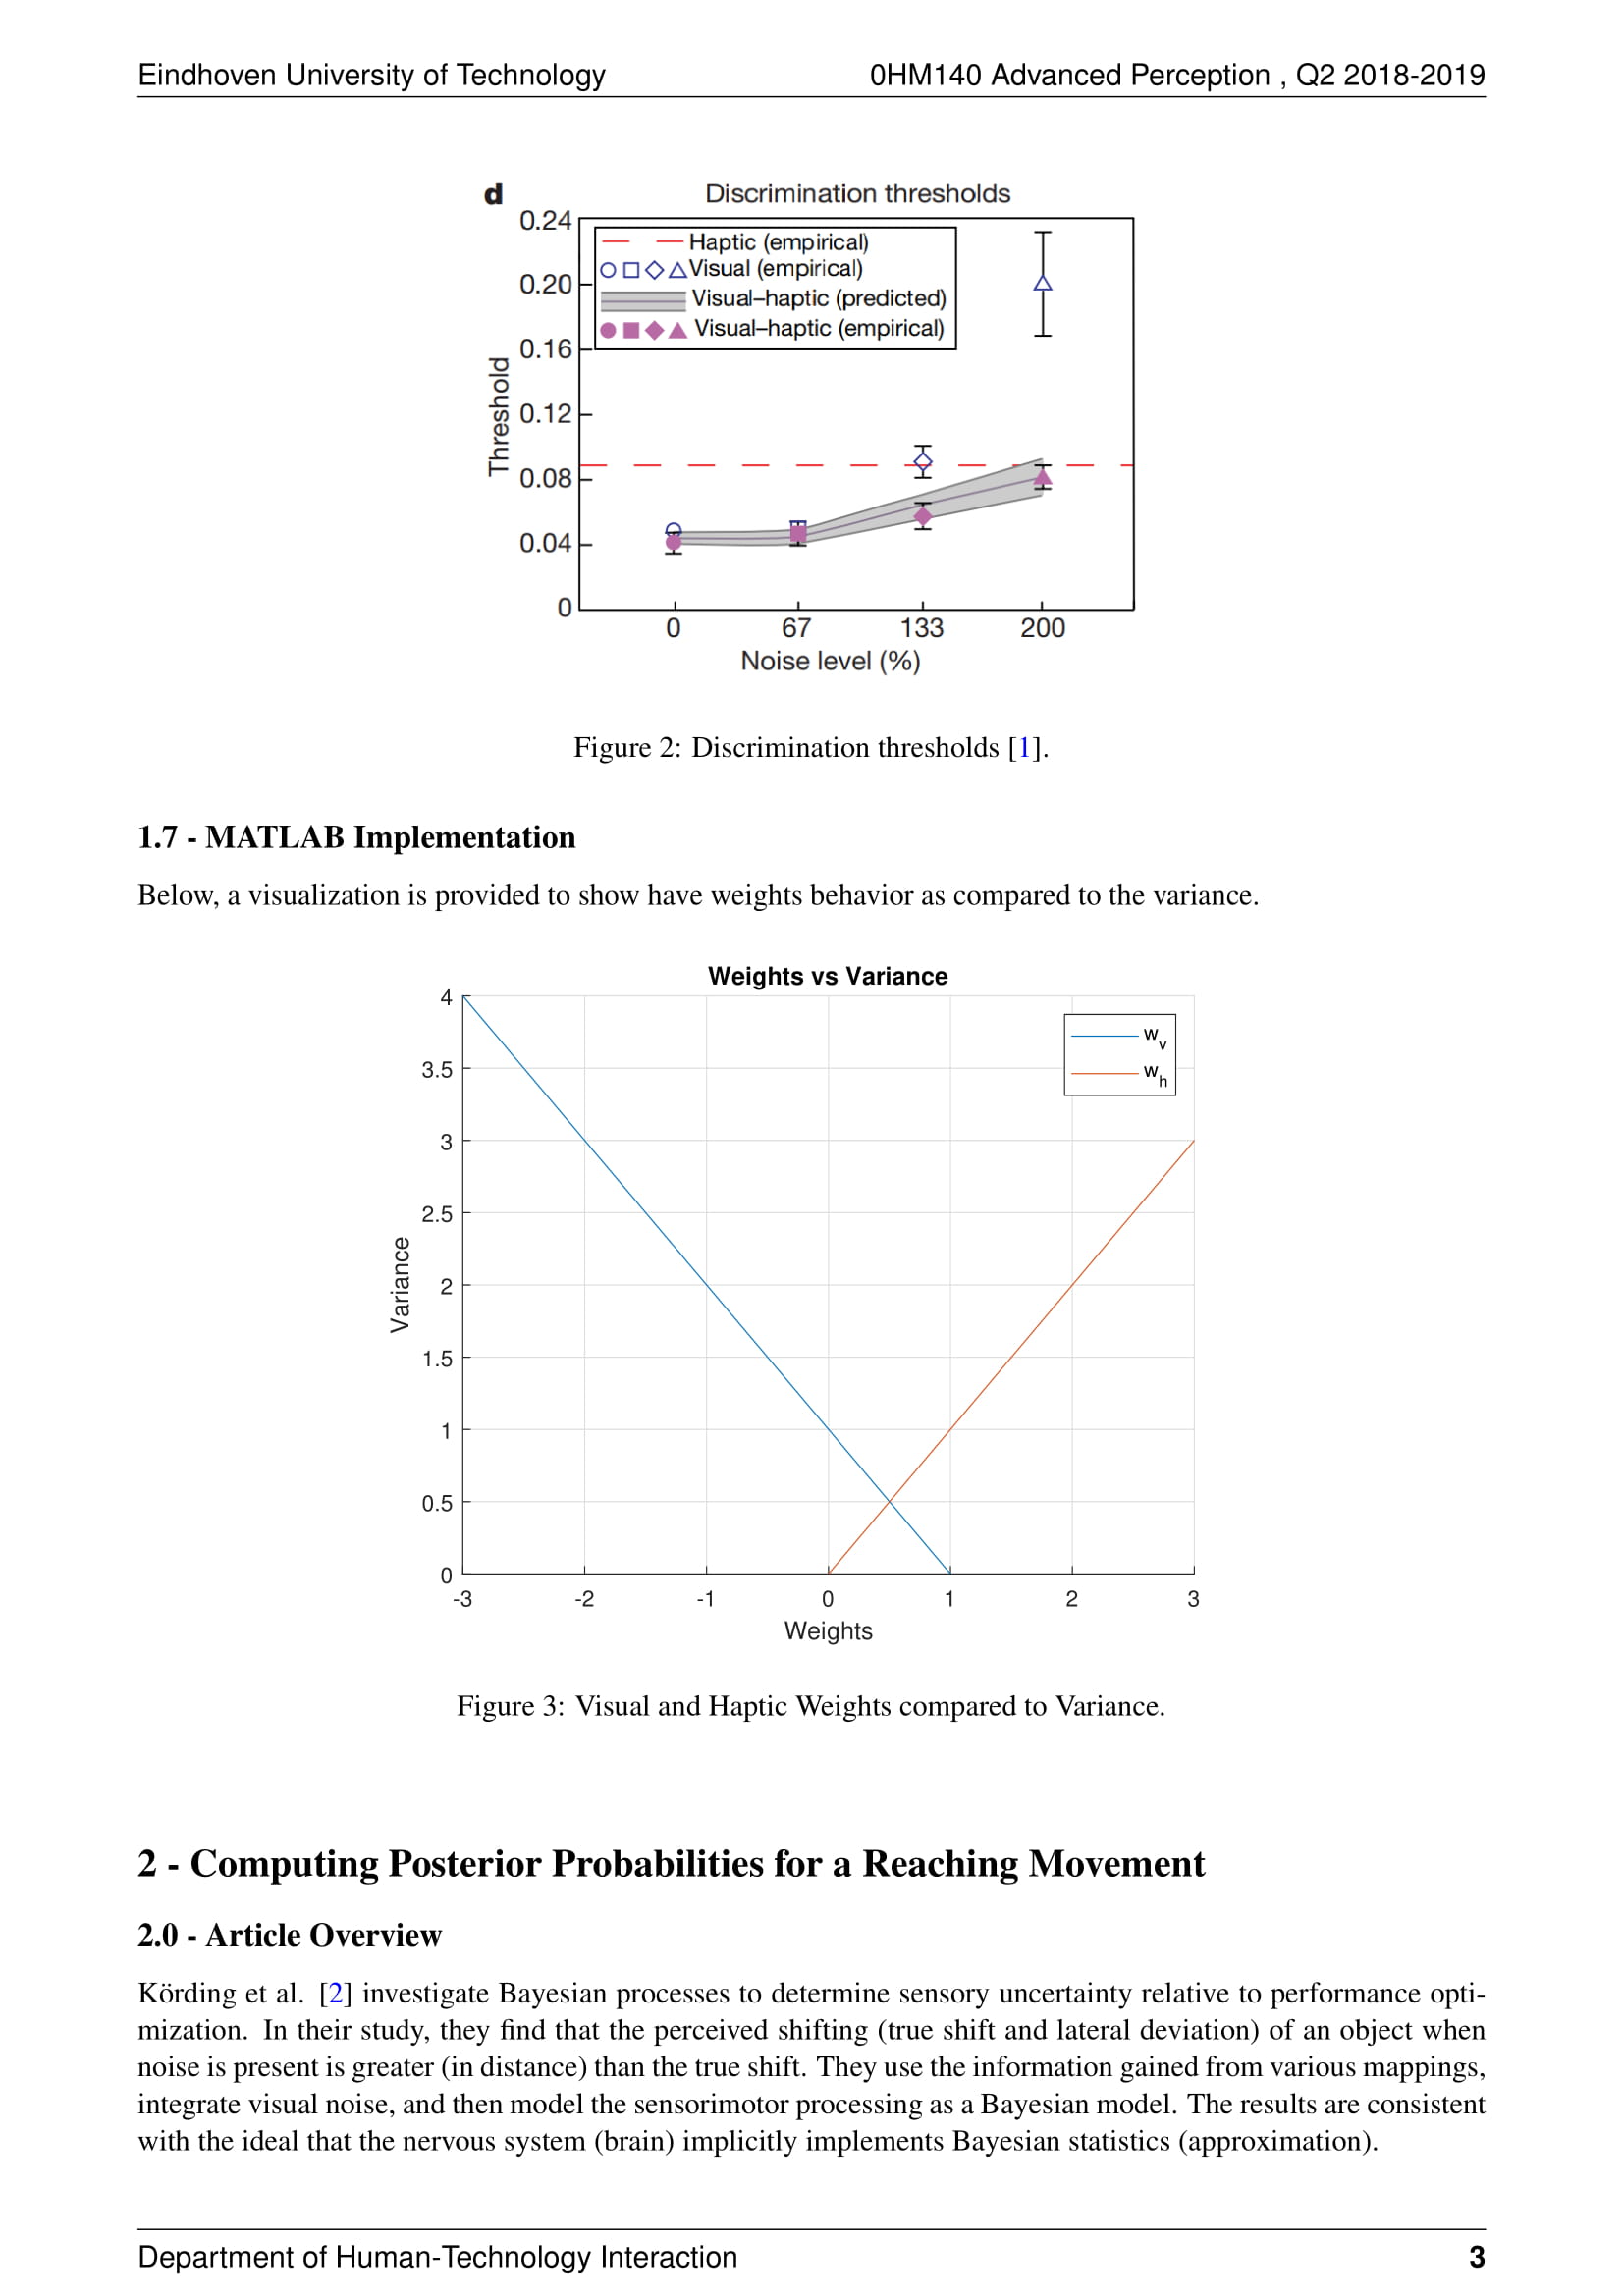 Eindhoven University of Technology 0HM140 Advanced Perception , Q2 2018-2019
d Discrimination thresholds
0.24
Haptic (empirical)
Visual (empirical)
0.20
Visual–haptic (predicted)
Visual–haptic (empirical)
0.16
Threshold
0.12
0.08
0.04
0
0 67 133 200
Noise level (%)
Figure 2: Discrimination thresholds [1].
1.7 - MATLAB Implementation
Below, a visualization is provided to show have weights behavior as compared to the variance.
Weights vs Variance
4
w_v
3.5
w_h
3
2.5
Variance
2
1.5
1
0.5
0
-3 -2 -1 0 1 2 3
Weights
Figure 3: Visual and Haptic Weights compared to Variance.
2 - Computing Posterior Probabilities for a Reaching Movement
2.0 - Article Overview
Körding et al. [2] investigate Bayesian processes to determine sensory uncertainty relative to performance opti-
mization. In their study, they find that the perceived shifting (true shift and lateral deviation) of an object when
noise is present is greater (in distance) than the true shift. They use the information gained from various mappings,
integrate visual noise, and then model the sensorimotor processing as a Bayesian model. The results are consistent
with the ideal that the nervous system (brain) implicitly implements Bayesian statistics (approximation).
Department of Human-Technology Interaction 3